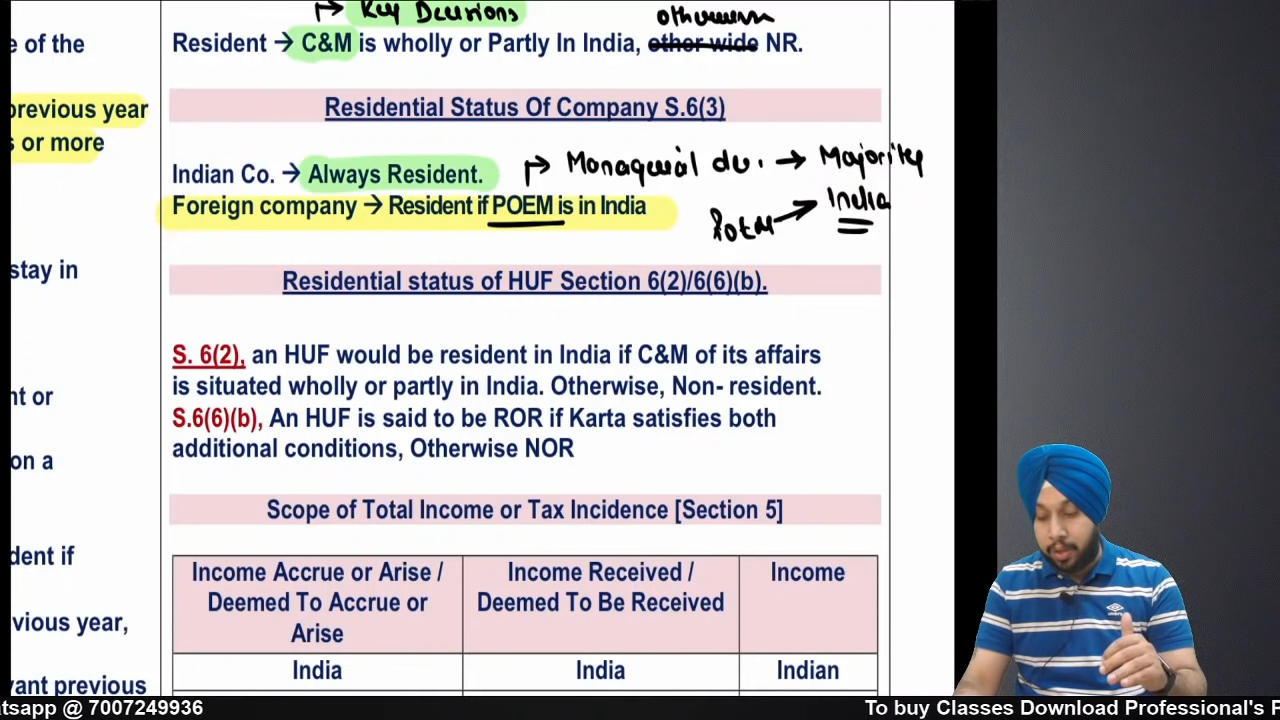 Key Decisions
otherwise
e of the
Resident → C&M is wholly or Partly In India, other wide NR.
previous year
s or more
Residential Status Of Company S.6(3)
Indian Co. → Always Resident.
Managerial du. → Majority
Foreign company → Resident if POEM is in India
POEM → India
stay in
Residential status of HUF Section 6(2)/6(6)(b).
S. 6(2), an HUF would be resident in India if C&M of its affairs
is situated wholly or partly in India. Otherwise, Non- resident.
nt or
S.6(6)(b), An HUF is said to be ROR if Karta satisfies both
additional conditions, Otherwise NOR
on a
Scope of Total Income or Tax Incidence [Section 5]
dent if
Income Accrue or Arise /
Deemed To Accrue or
Arise
Income Received /
Deemed To Be Received
Income
vious year,
India
India
Indian
vant previous
atsapp @ 7007249936
To buy Classes Download Professional's P